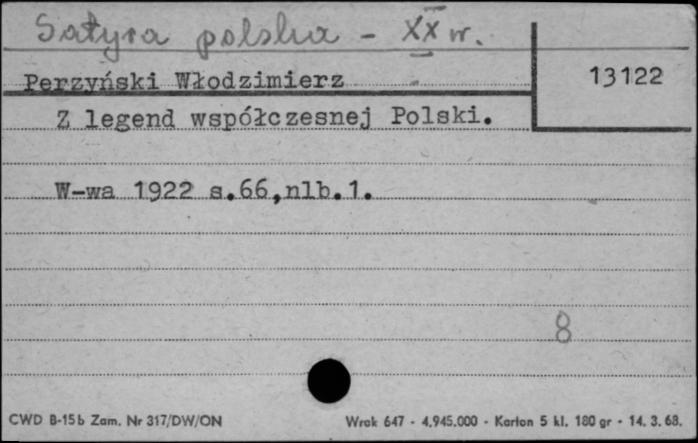 Satyra polska - XX w.
Perzyński Włodzimierz
13122
Z legend współczesnej Polski.
W-wa 1922 s.66,nlb.1.
8
CWD B-15b Zam. Nr 317/DW/ON
Wrak 647 - 4.945.000 - Karton 5 kl. 180 gr - 14. 3. 68.